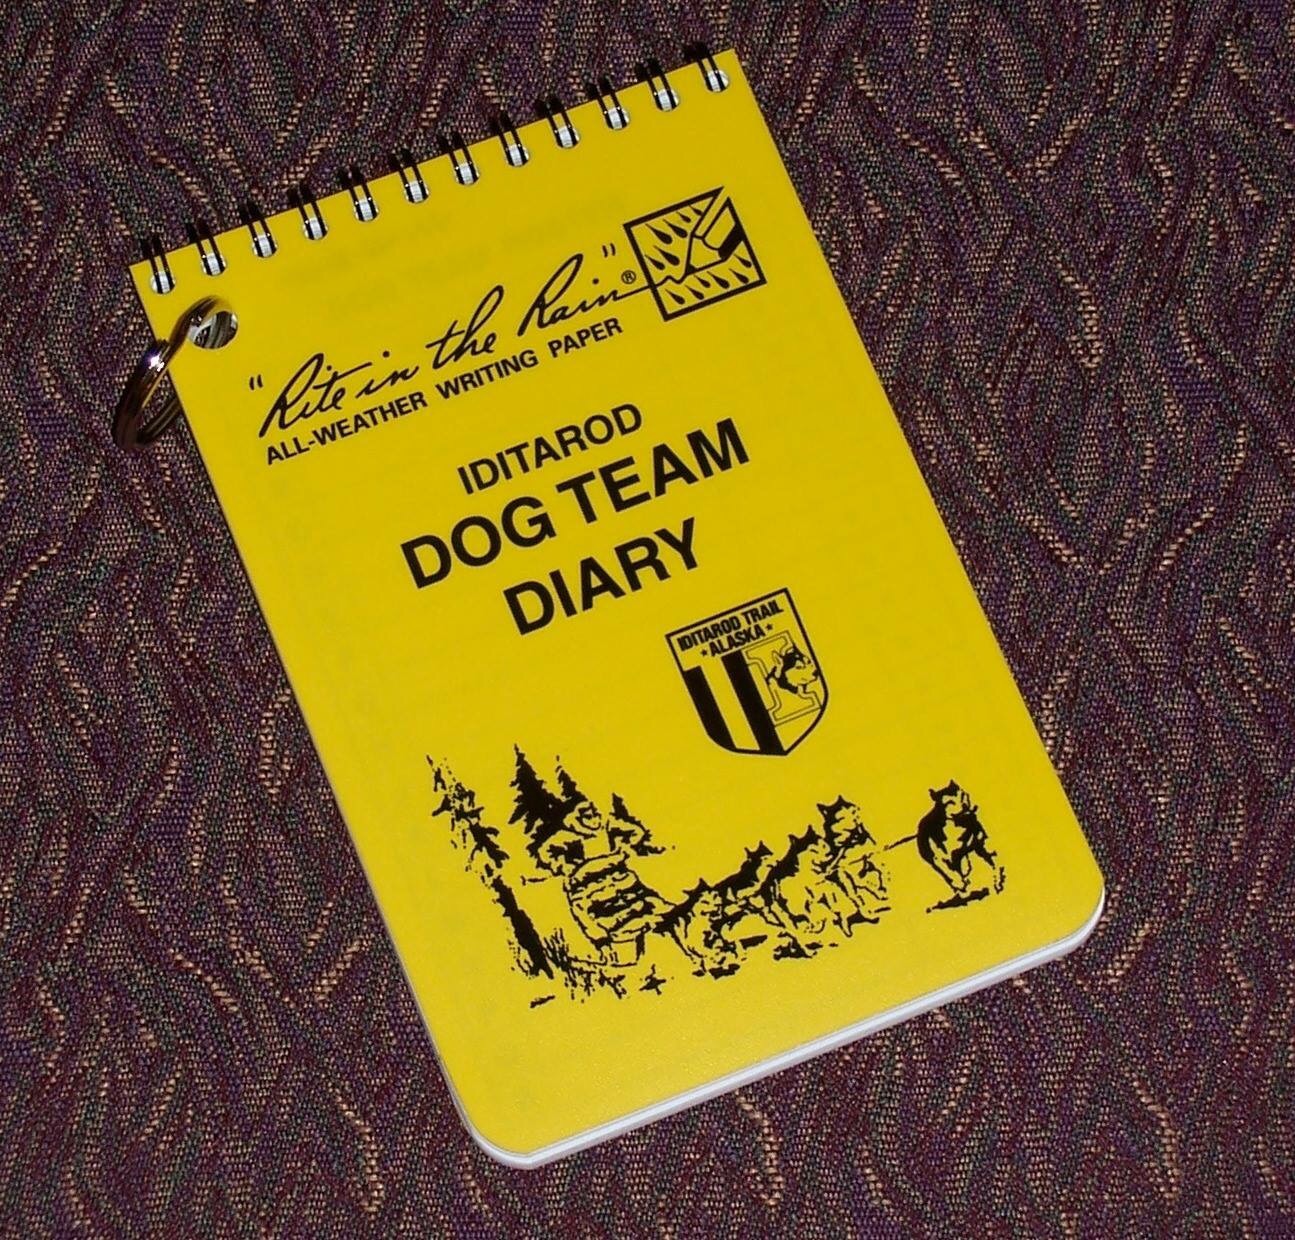 "Rite in the Rain"®
ALL-WEATHER WRITING PAPER
IDITAROD
DOG TEAM
DIARY
IDITAROD TRAIL
★ALASKA★
I